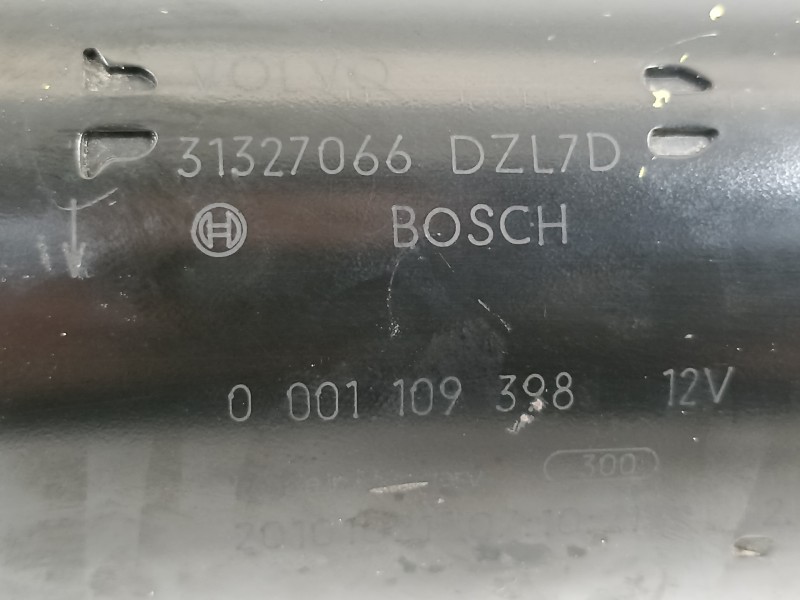 VOLVO
31327066 DZL7D
BOSCH
0 001 109 398 12V
300